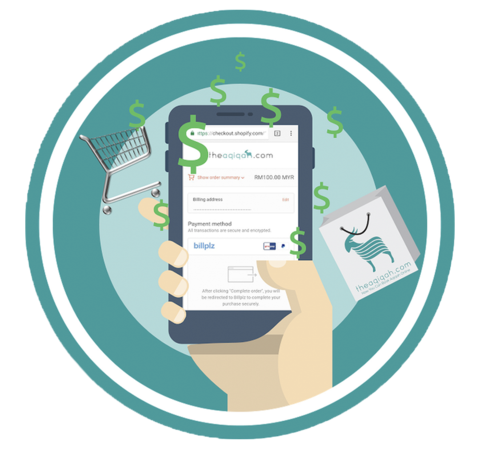 https://checkout.shopify.com
theaqiqah.com
Show order summary
RM100.00 MYR
Billing address
Edit
Payment method
All transactions are secure and encrypted.
billplz
After clicking "Complete order", you will
be redirected to Billplz to complete your
purchase securely
theaqiqah.com